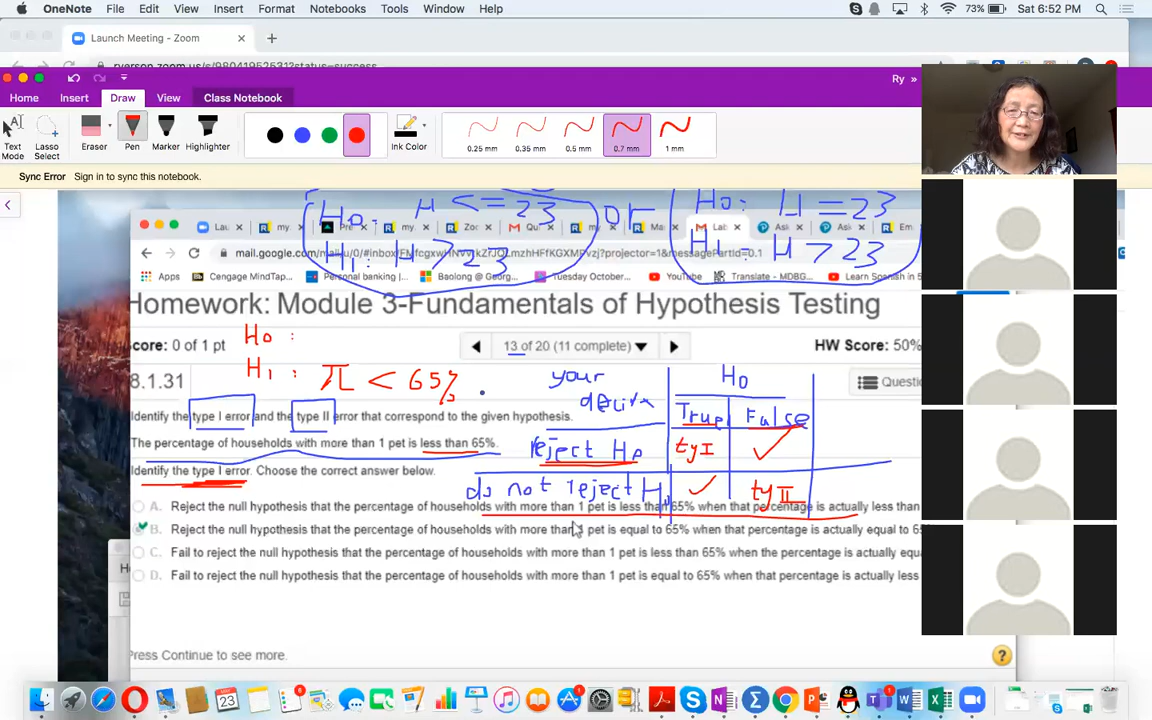 OneNote File Edit View Insert Format Notebooks Tools Window Help
73% Sat 6:52 PM
Launch Meeting - Zoom
Ry »
Home Insert Draw View Class Notebook
Text Mode
Lasso Select
Eraser Pen Marker Highlighter
Ink Color
0.25 mm 0.35 mm 0.5 mm 0.7 mm 1 mm
Sync Error Sign in to sync this notebook.
H0: μ <= 23 or H0: μ = 23
H1: μ > 23 H1: μ > 23
Cengage MindTap... Personal banking | Baolong @ Georg... Tuesday October... YouTube Translate - MDBG... Learn Spanish in 5
Homework: Module 3-Fundamentals of Hypothesis Testing
H0 :
core: 0 of 1 pt
13 of 20 (11 complete)
HW Score: 50%
H1 : π < 65%.
8.1.31
your
H0
Questi
Identify the type I error and the type II error that correspond to the given hypothesis.
True False
The percentage of households with more than 1 pet is less than 65%.
reject H0 tyI ✓
Identify the type I error. Choose the correct answer below.
do not reject H0 ✓ tyII
A. Reject the null hypothesis that the percentage of households with more than 1 pet is less than 65% when that percentage is actually less than
B. Reject the null hypothesis that the percentage of households with more than 1 pet is equal to 65% when that percentage is actually equal to 65
C. Fail to reject the null hypothesis that the percentage of households with more than 1 pet is less than 65% when the percentage is actually equ
D. Fail to reject the null hypothesis that the percentage of households with more than 1 pet is equal to 65% when that percentage is actually less
Press Continue to see more.